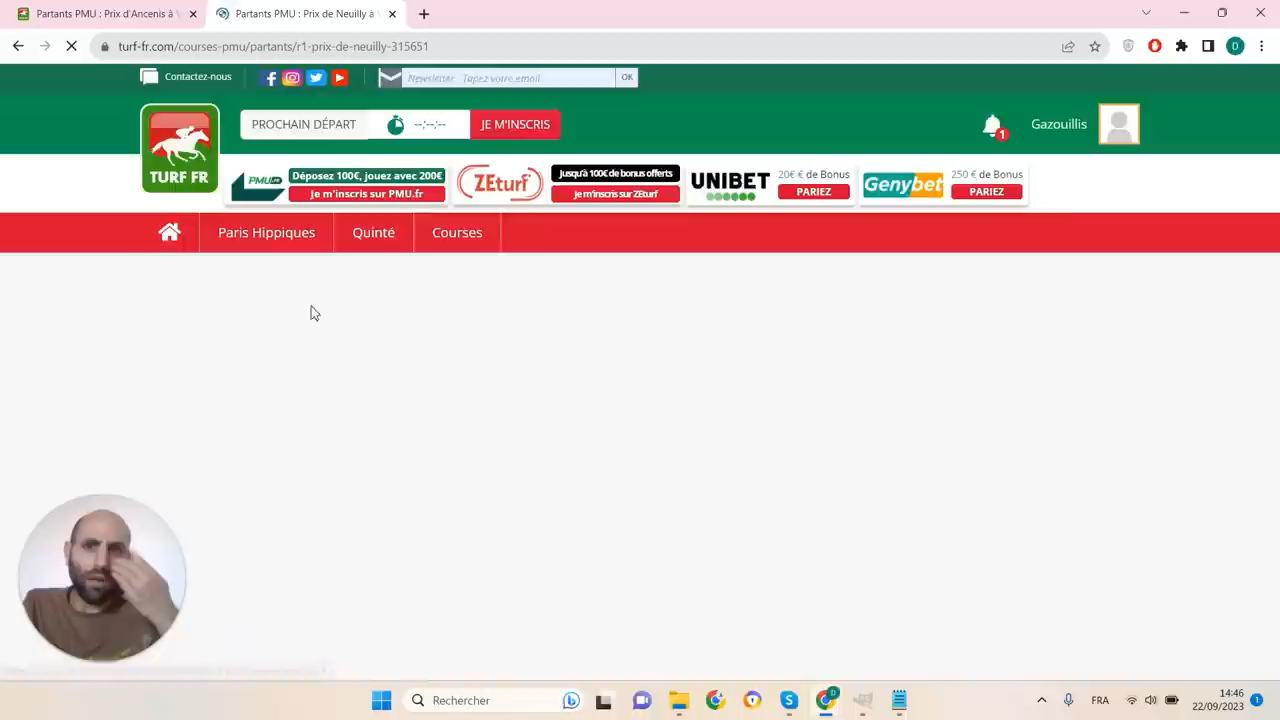 Partants PMU : Prix d'Ancenis à V
Partants PMU : Prix de Neuilly à V
turf-fr.com/courses-pmu/partants/r1-prix-de-neuilly-315651
D
Contactez-nous
Newsletter Tapez votre email
OK
TURF FR
PROCHAIN DÉPART
--:--:--
JE M'INSCRIS
1
Gazouillis
PMU
Déposez 100€, jouez avec 200€
Je m'inscris sur PMU.fr
ZEturf
Jusqu'à 100€ de bonus offerts
Je m'inscris sur ZEturf
UNIBET
20€ € de Bonus
PARIEZ
Genybet
250 € de Bonus
PARIEZ
Paris Hippiques
Quinté
Courses
Rechercher
D
FRA
14:46
22/09/2023
1